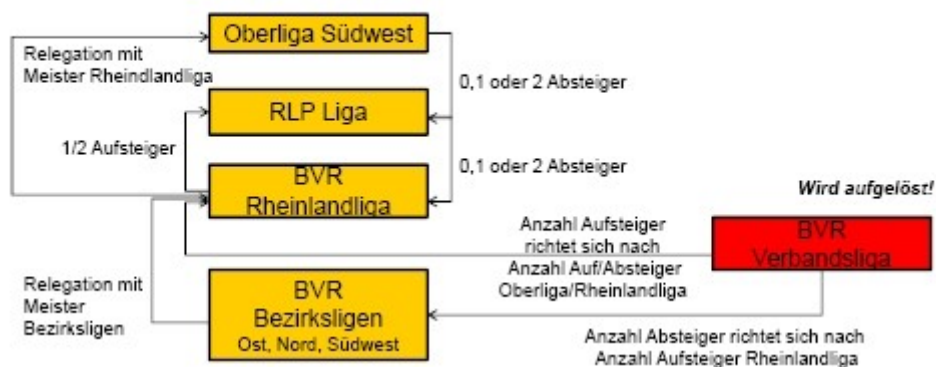 Oberliga Südwest
Relegation mit
Meister Rheindlandliga
0,1 oder 2 Absteiger
RLP Liga
1/2 Aufsteiger
0,1 oder 2 Absteiger
BVR
Rheinlandliga
Wird aufgelöst!
Anzahl Aufsteiger
richtet sich nach
Anzahl Auf/Absteiger
Oberliga/Rheinlandliga
BVR
Verbandsliga
Relegation mit
Meister
Bezirksligen
BVR
Bezirksligen
Ost, Nord, Südwest
Anzahl Absteiger richtet sich nach
Anzahl Aufsteiger Rheinlandliga